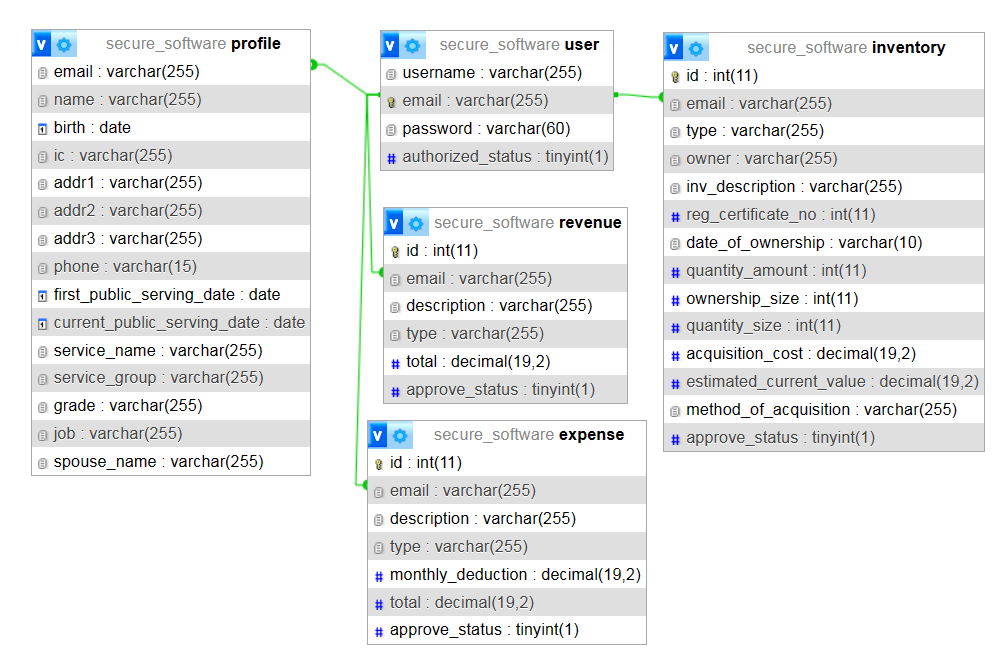 v secure_software profile
email : varchar(255)
name : varchar(255)
birth : date
ic : varchar(255)
addr1 : varchar(255)
addr2 : varchar(255)
addr3 : varchar(255)
phone : varchar(15)
first_public_serving_date : date
current_public_serving_date : date
service_name : varchar(255)
service_group : varchar(255)
grade : varchar(255)
job : varchar(255)
spouse_name : varchar(255)
v secure_software user
username : varchar(255)
email : varchar(255)
password : varchar(60)
# authorized_status : tinyint(1)
v secure_software revenue
id : int(11)
email : varchar(255)
description : varchar(255)
type : varchar(255)
# total : decimal(19,2)
# approve_status : tinyint(1)
v secure_software expense
id : int(11)
email : varchar(255)
description : varchar(255)
type : varchar(255)
# monthly_deduction : decimal(19,2)
# total : decimal(19,2)
# approve_status : tinyint(1)
v secure_software inventory
id : int(11)
email : varchar(255)
type : varchar(255)
owner : varchar(255)
inv_description : varchar(255)
# reg_certificate_no : int(11)
date_of_ownership : varchar(10)
# quantity_amount : int(11)
# ownership_size : int(11)
# quantity_size : int(11)
# acquisition_cost : decimal(19,2)
# estimated_current_value : decimal(19,2)
method_of_acquisition : varchar(255)
# approve_status : tinyint(1)